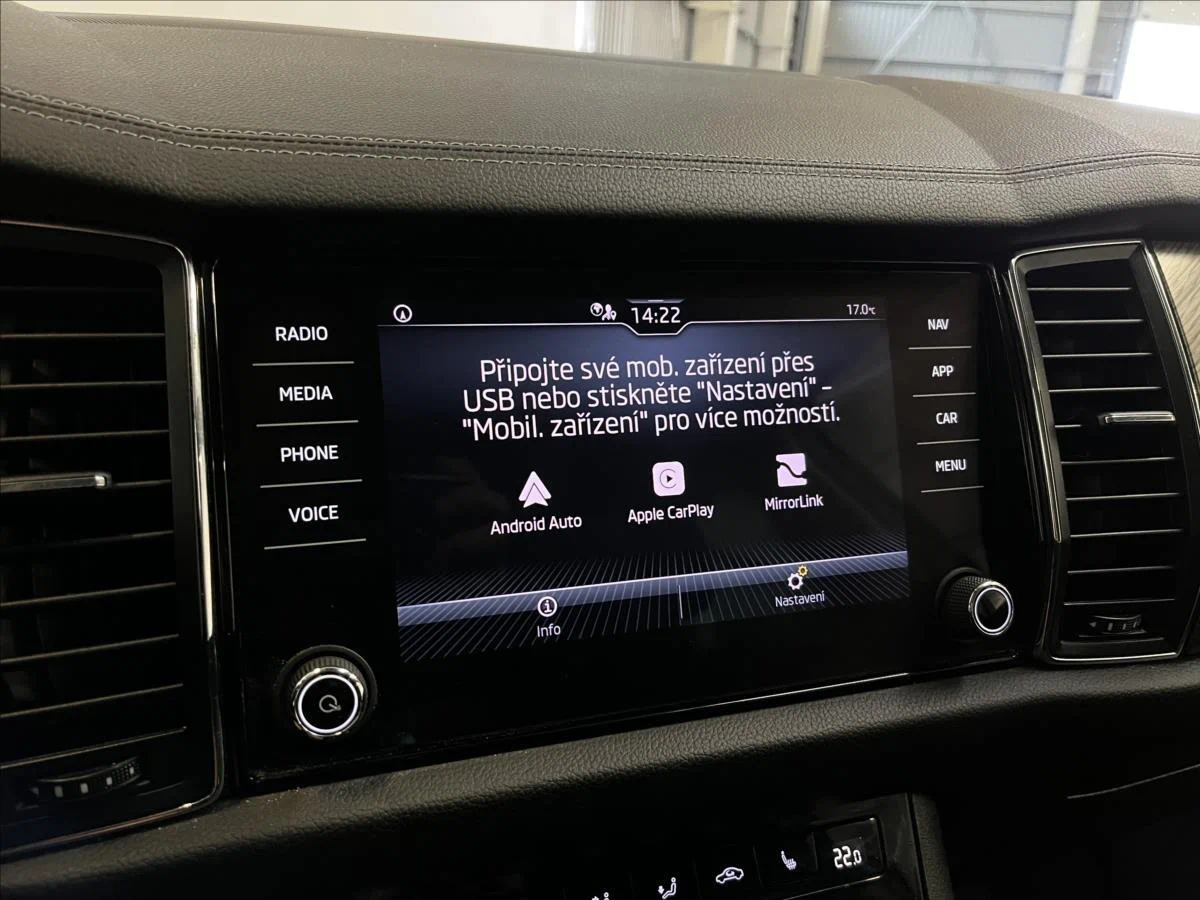 14:22
17.0°C
RADIO
MEDIA
PHONE
VOICE
Připojte své mob. zařízení přes
USB nebo stiskněte "Nastavení" –
"Mobil. zařízení" pro více možností.
Android Auto
Apple CarPlay
MirrorLink
Info
Nastavení
NAV
APP
CAR
MENU
22.0